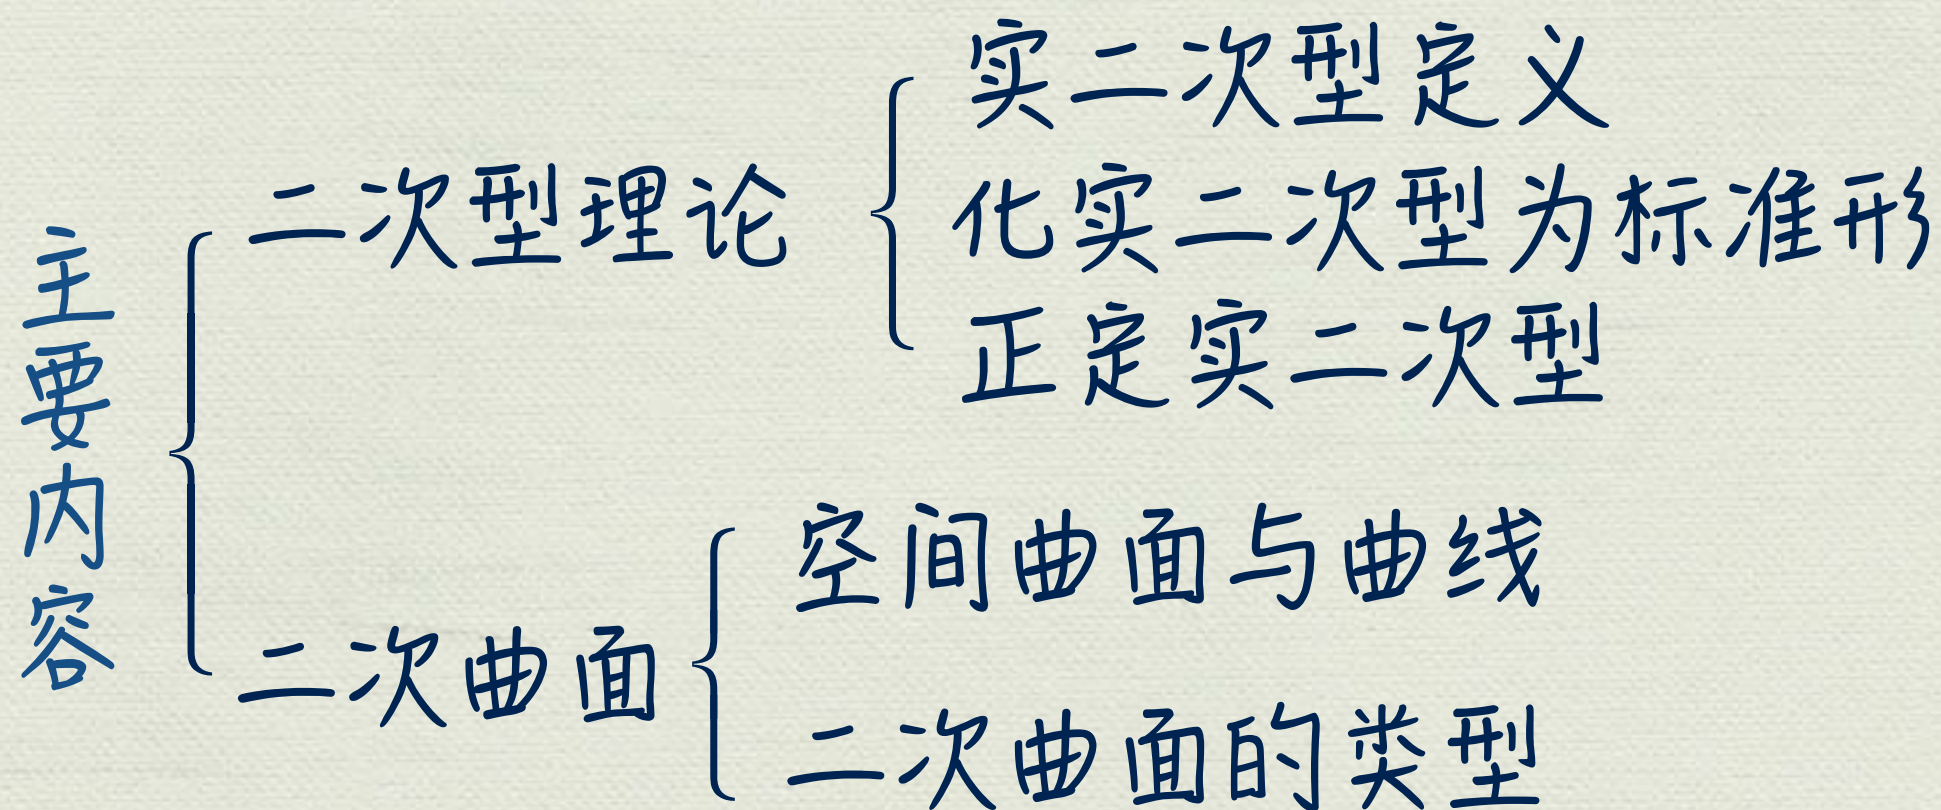 主要内容
二次型理论
实二次型定义
化实二次型为标准形
正定实二次型
二次曲面
空间曲面与曲线
二次曲面的类型